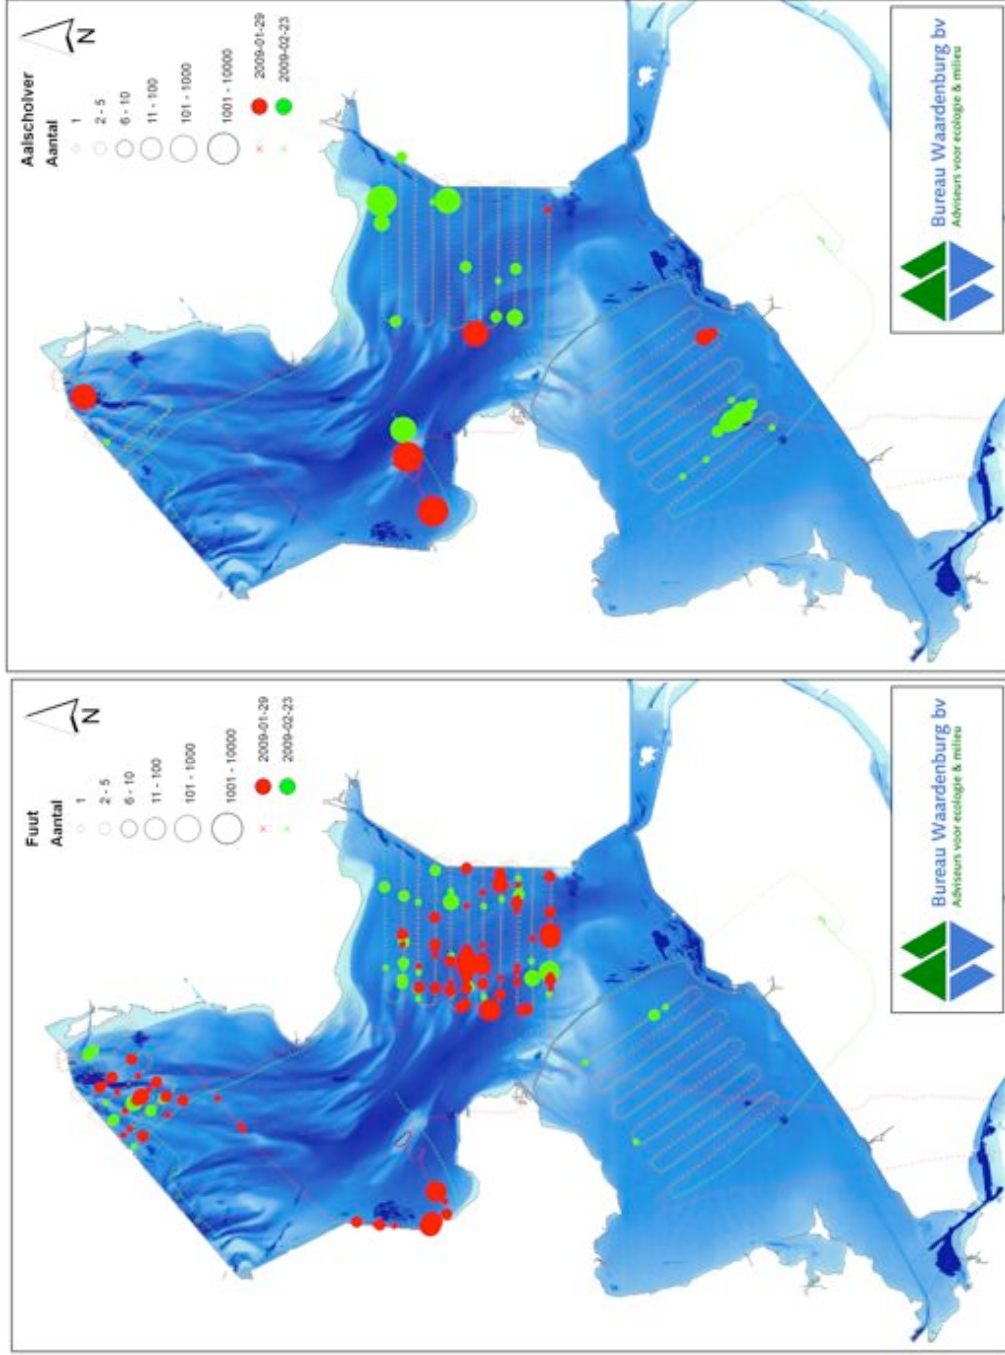 Aalscholver
Aantal
1
2 - 5
6 - 10
11 - 100
101 - 1000
1001 - 10000
2009-01-29
2009-02-23
N
Bureau Waardenburg bv
Adviseurs voor ecologie & milieu
Fuut
Aantal
1
2 - 5
6 - 10
11 - 100
101 - 1000
1001 - 10000
2009-01-29
2009-02-23
N
Bureau Waardenburg bv
Adviseurs voor ecologie & milieu